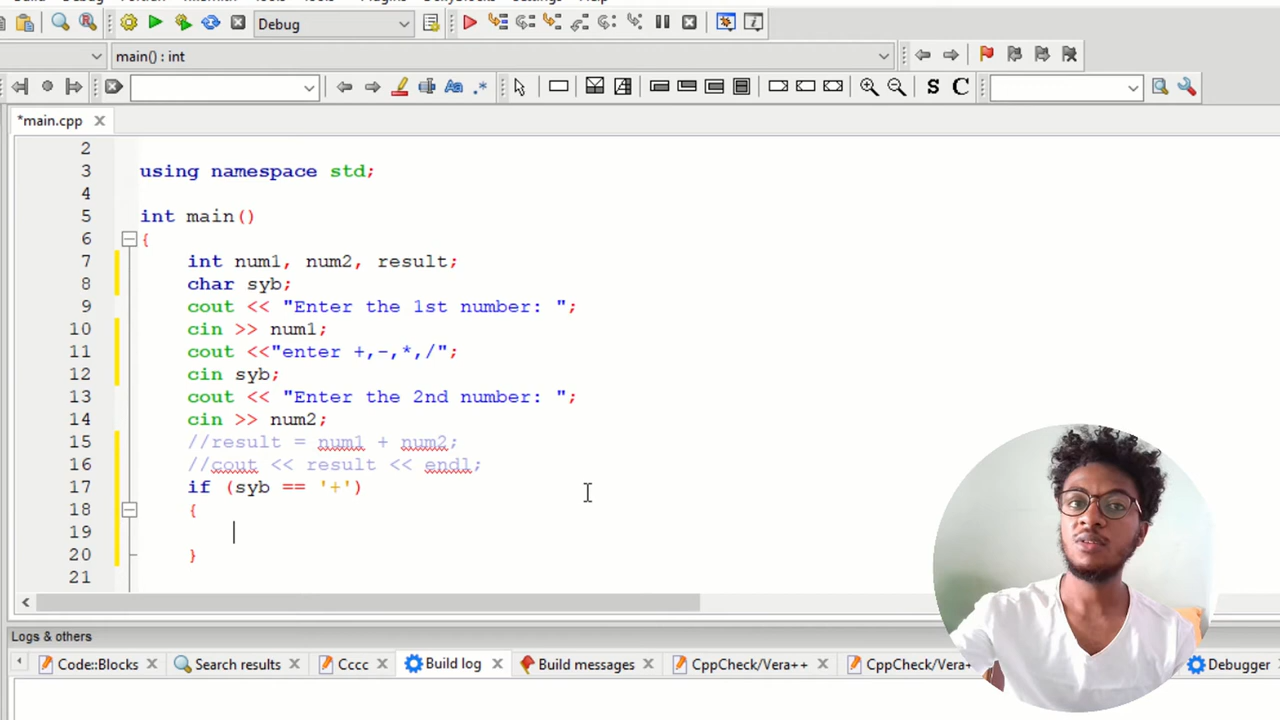 Debug
main() : int
S C
*main.cpp
2
3 using namespace std;
4
5 int main()
6 {
7 int num1, num2, result;
8 char syb;
9 cout << "Enter the 1st number: ";
10 cin >> num1;
11 cout <<"enter +,-,*,/";
12 cin syb;
13 cout << "Enter the 2nd number: ";
14 cin >> num2;
15 //result = num1 + num2;
16 //cout << result << endl;
17 if (syb == '+')
18 {
19
20 }
21
Logs & others
Code::Blocks Search results Cccc Build log Build messages CppCheck/Vera++ CppCheck/Vera+ Debugger